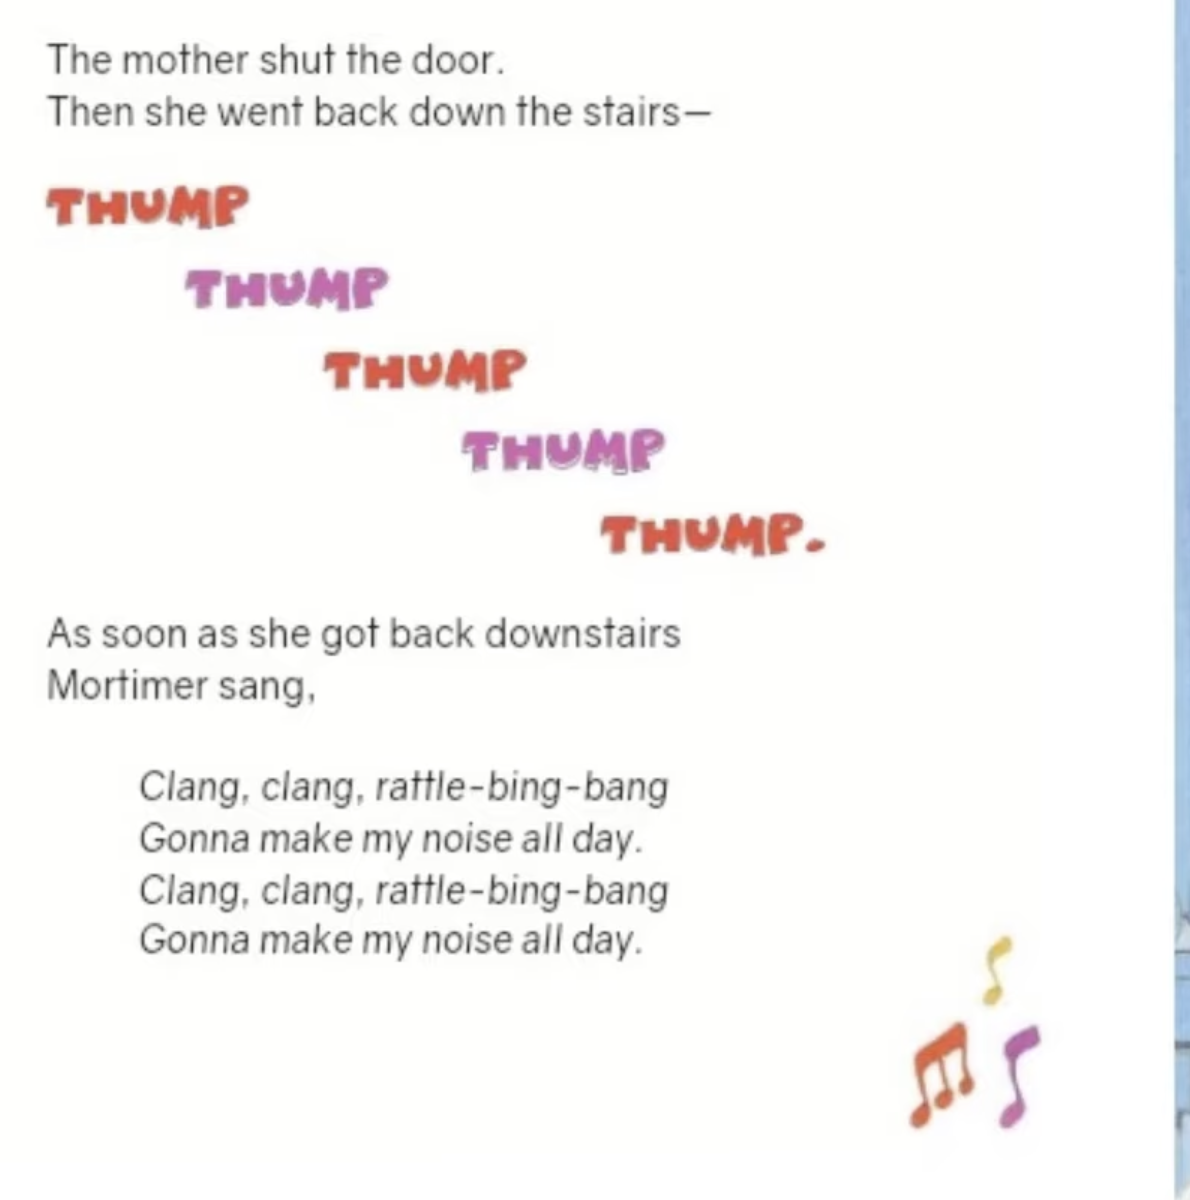 The mother shut the door.
Then she went back down the stairs—
THUMP
THUMP
THUMP
THUMP
THUMP.
As soon as she got back downstairs
Mortimer sang,
Clang, clang, rattle-bing-bang
Gonna make my noise all day.
Clang, clang, rattle-bing-bang
Gonna make my noise all day.